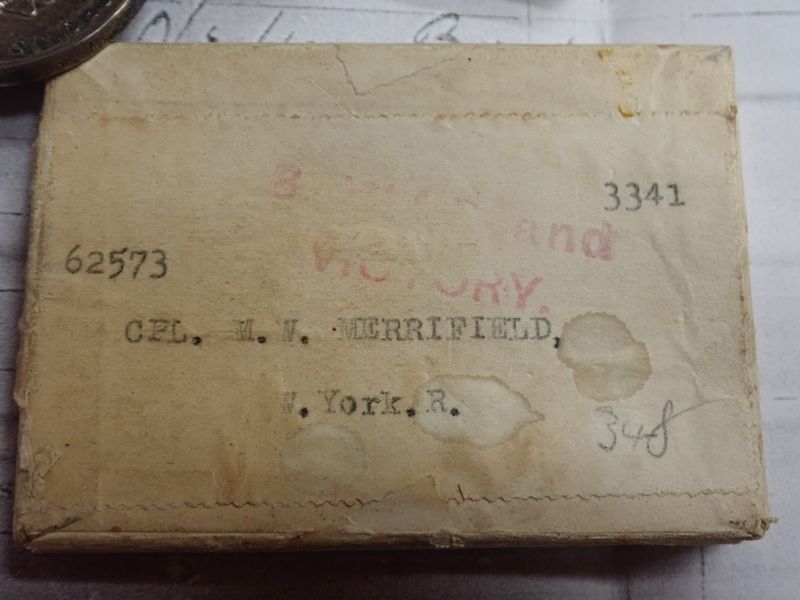 3341
and
VICTORY.
62573
CPL. M. W. MERRIFIELD,
W. York. R.
348